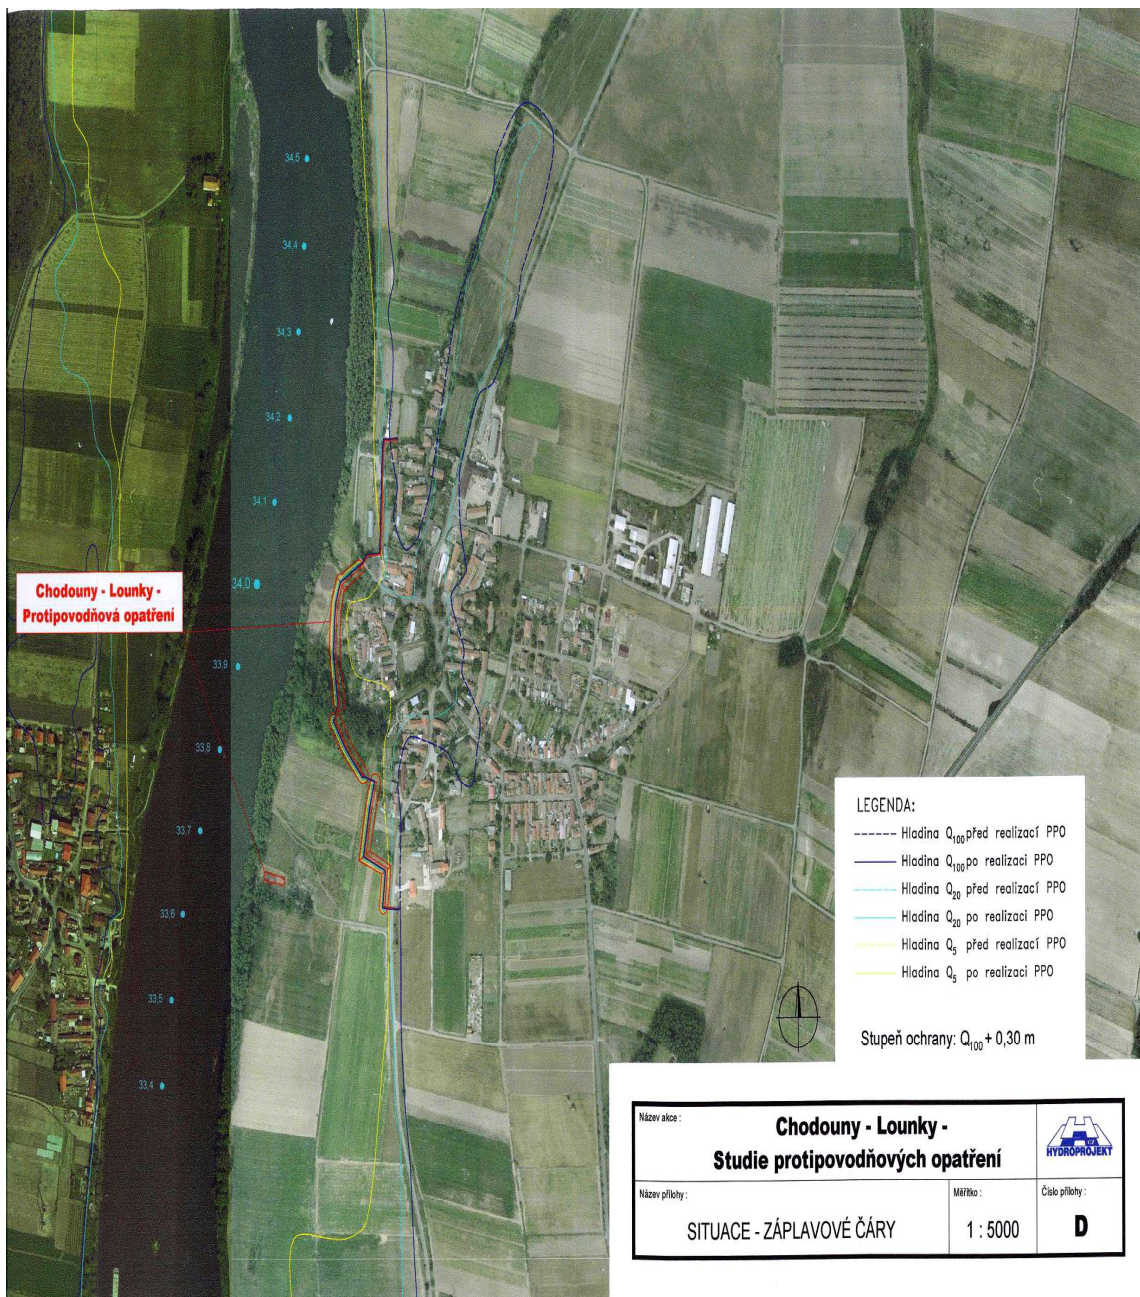 34,5
34,4
34,3
34,2
34,1
34,0
Chodouny - Lounky -
Protipovodňová opatření
33,9
33,8
33,7
33,6
33,5
33,4
LEGENDA:
Hladina Q100 před realizací PPO
Hladina Q100 po realizaci PPO
Hladina Q20 před realizací PPO
Hladina Q20 po realizaci PPO
Hladina Q5 před realizací PPO
Hladina Q5 po realizaci PPO
Stupeň ochrany: Q100 + 0,30 m
Název akce :
Chodouny - Lounky -
Studie protipovodňových opatření
CZ
HYDROPROJEKT
Název přílohy :
SITUACE - ZÁPLAVOVÉ ČÁRY
Měřítko :
1 : 5000
Číslo přílohy :
D